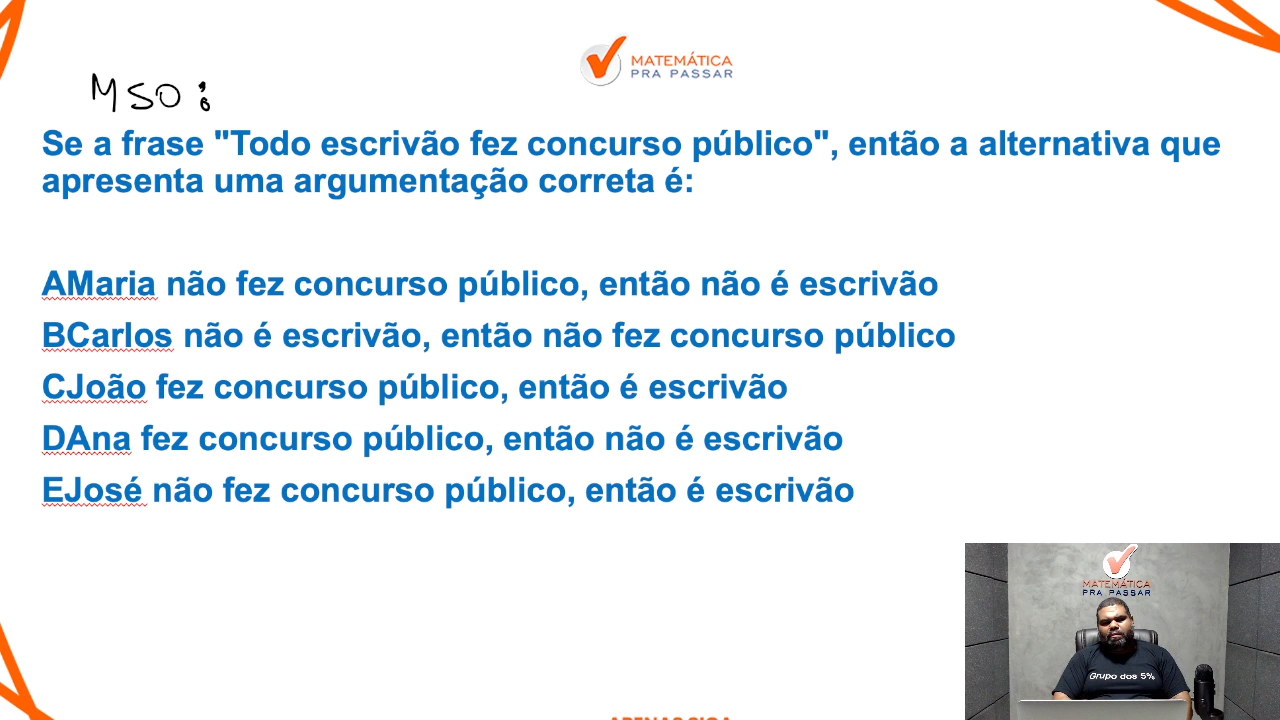 MATEMÁTICA
PRA PASSAR
MSO:
Se a frase "Todo escrivão fez concurso público", então a alternativa que
apresenta uma argumentação correta é:
AMaria não fez concurso público, então não é escrivão
BCarlos não é escrivão, então não fez concurso público
CJoão fez concurso público, então é escrivão
DAna fez concurso público, então não é escrivão
EJosé não fez concurso público, então é escrivão
MATEMÁTICA
PRA PASSAR
Grupo dos 5%